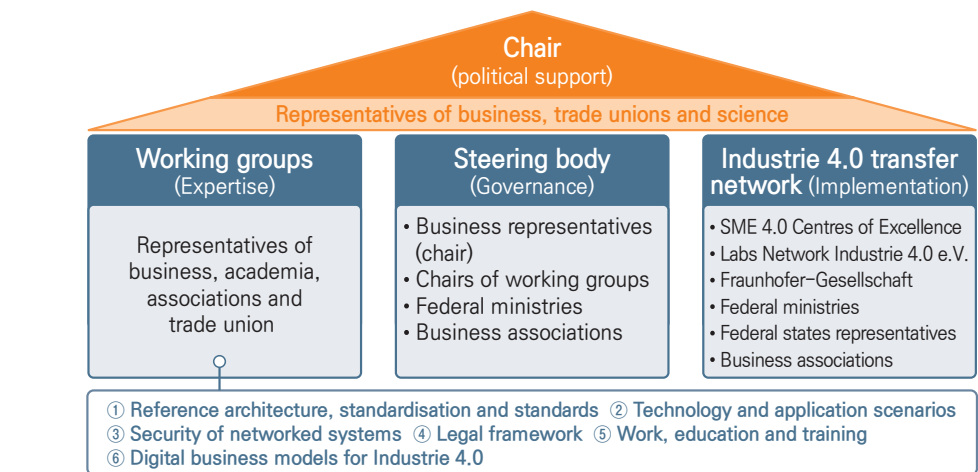 Chair
(political support)
Representatives of business, trade unions and science
Working groups
(Expertise)
Representatives of
business, academia,
associations and
trade union
Steering body
(Governance)
• Business representatives
(chair)
• Chairs of working groups
• Federal ministries
• Business associations
Industrie 4.0 transfer
network (Implementation)
• SME 4.0 Centres of Excellence
• Labs Network Industrie 4.0 e.V.
• Fraunhofer-Gesellschaft
• Federal ministries
• Federal states representatives
• Business associations
① Reference architecture, standardisation and standards ② Technology and application scenarios
③ Security of networked systems ④ Legal framework ⑤ Work, education and training
⑥ Digital business models for Industrie 4.0